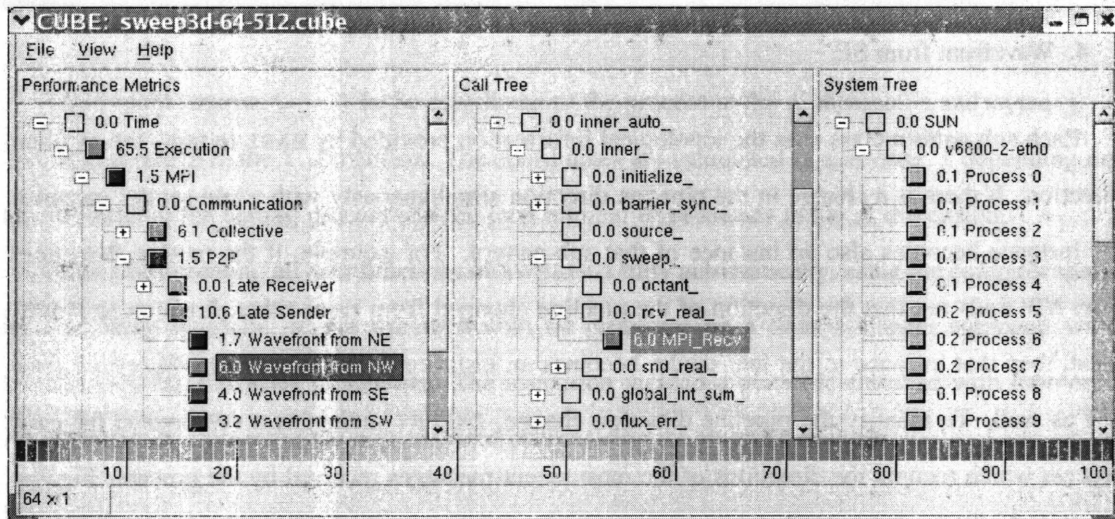 CUBE: sweep3d-64-512.cube
File View Help
Performance Metrics
0.0 Time
65.5 Execution
1.5 MPI
0.0 Communication
6.1 Collective
1.5 P2P
0.0 Late Receiver
10.6 Late Sender
1.7 Wavefront from NE
6.0 Wavefront from NW
4.0 Wavefront from SE
3.2 Wavefront from SW
Call Tree
0.0 inner_auto_
0.0 inner_
0.0 initialize_
0.0 barrier_sync_
0.0 source_
0.0 sweep_
0.0 octant_
0.0 rcv_real_
6.0 MPI_Recv
0.0 snd_real_
0.0 global_int_sum_
0.0 flux_err_
System Tree
0.0 SUN
0.0 v6800-2-eth0
0.1 Process 0
0.1 Process 1
0.1 Process 2
0.1 Process 3
0.1 Process 4
0.2 Process 5
0.2 Process 6
0.2 Process 7
0.1 Process 8
0.1 Process 9
10 20 30 40 50 60 70 80 90 100
64 x 1